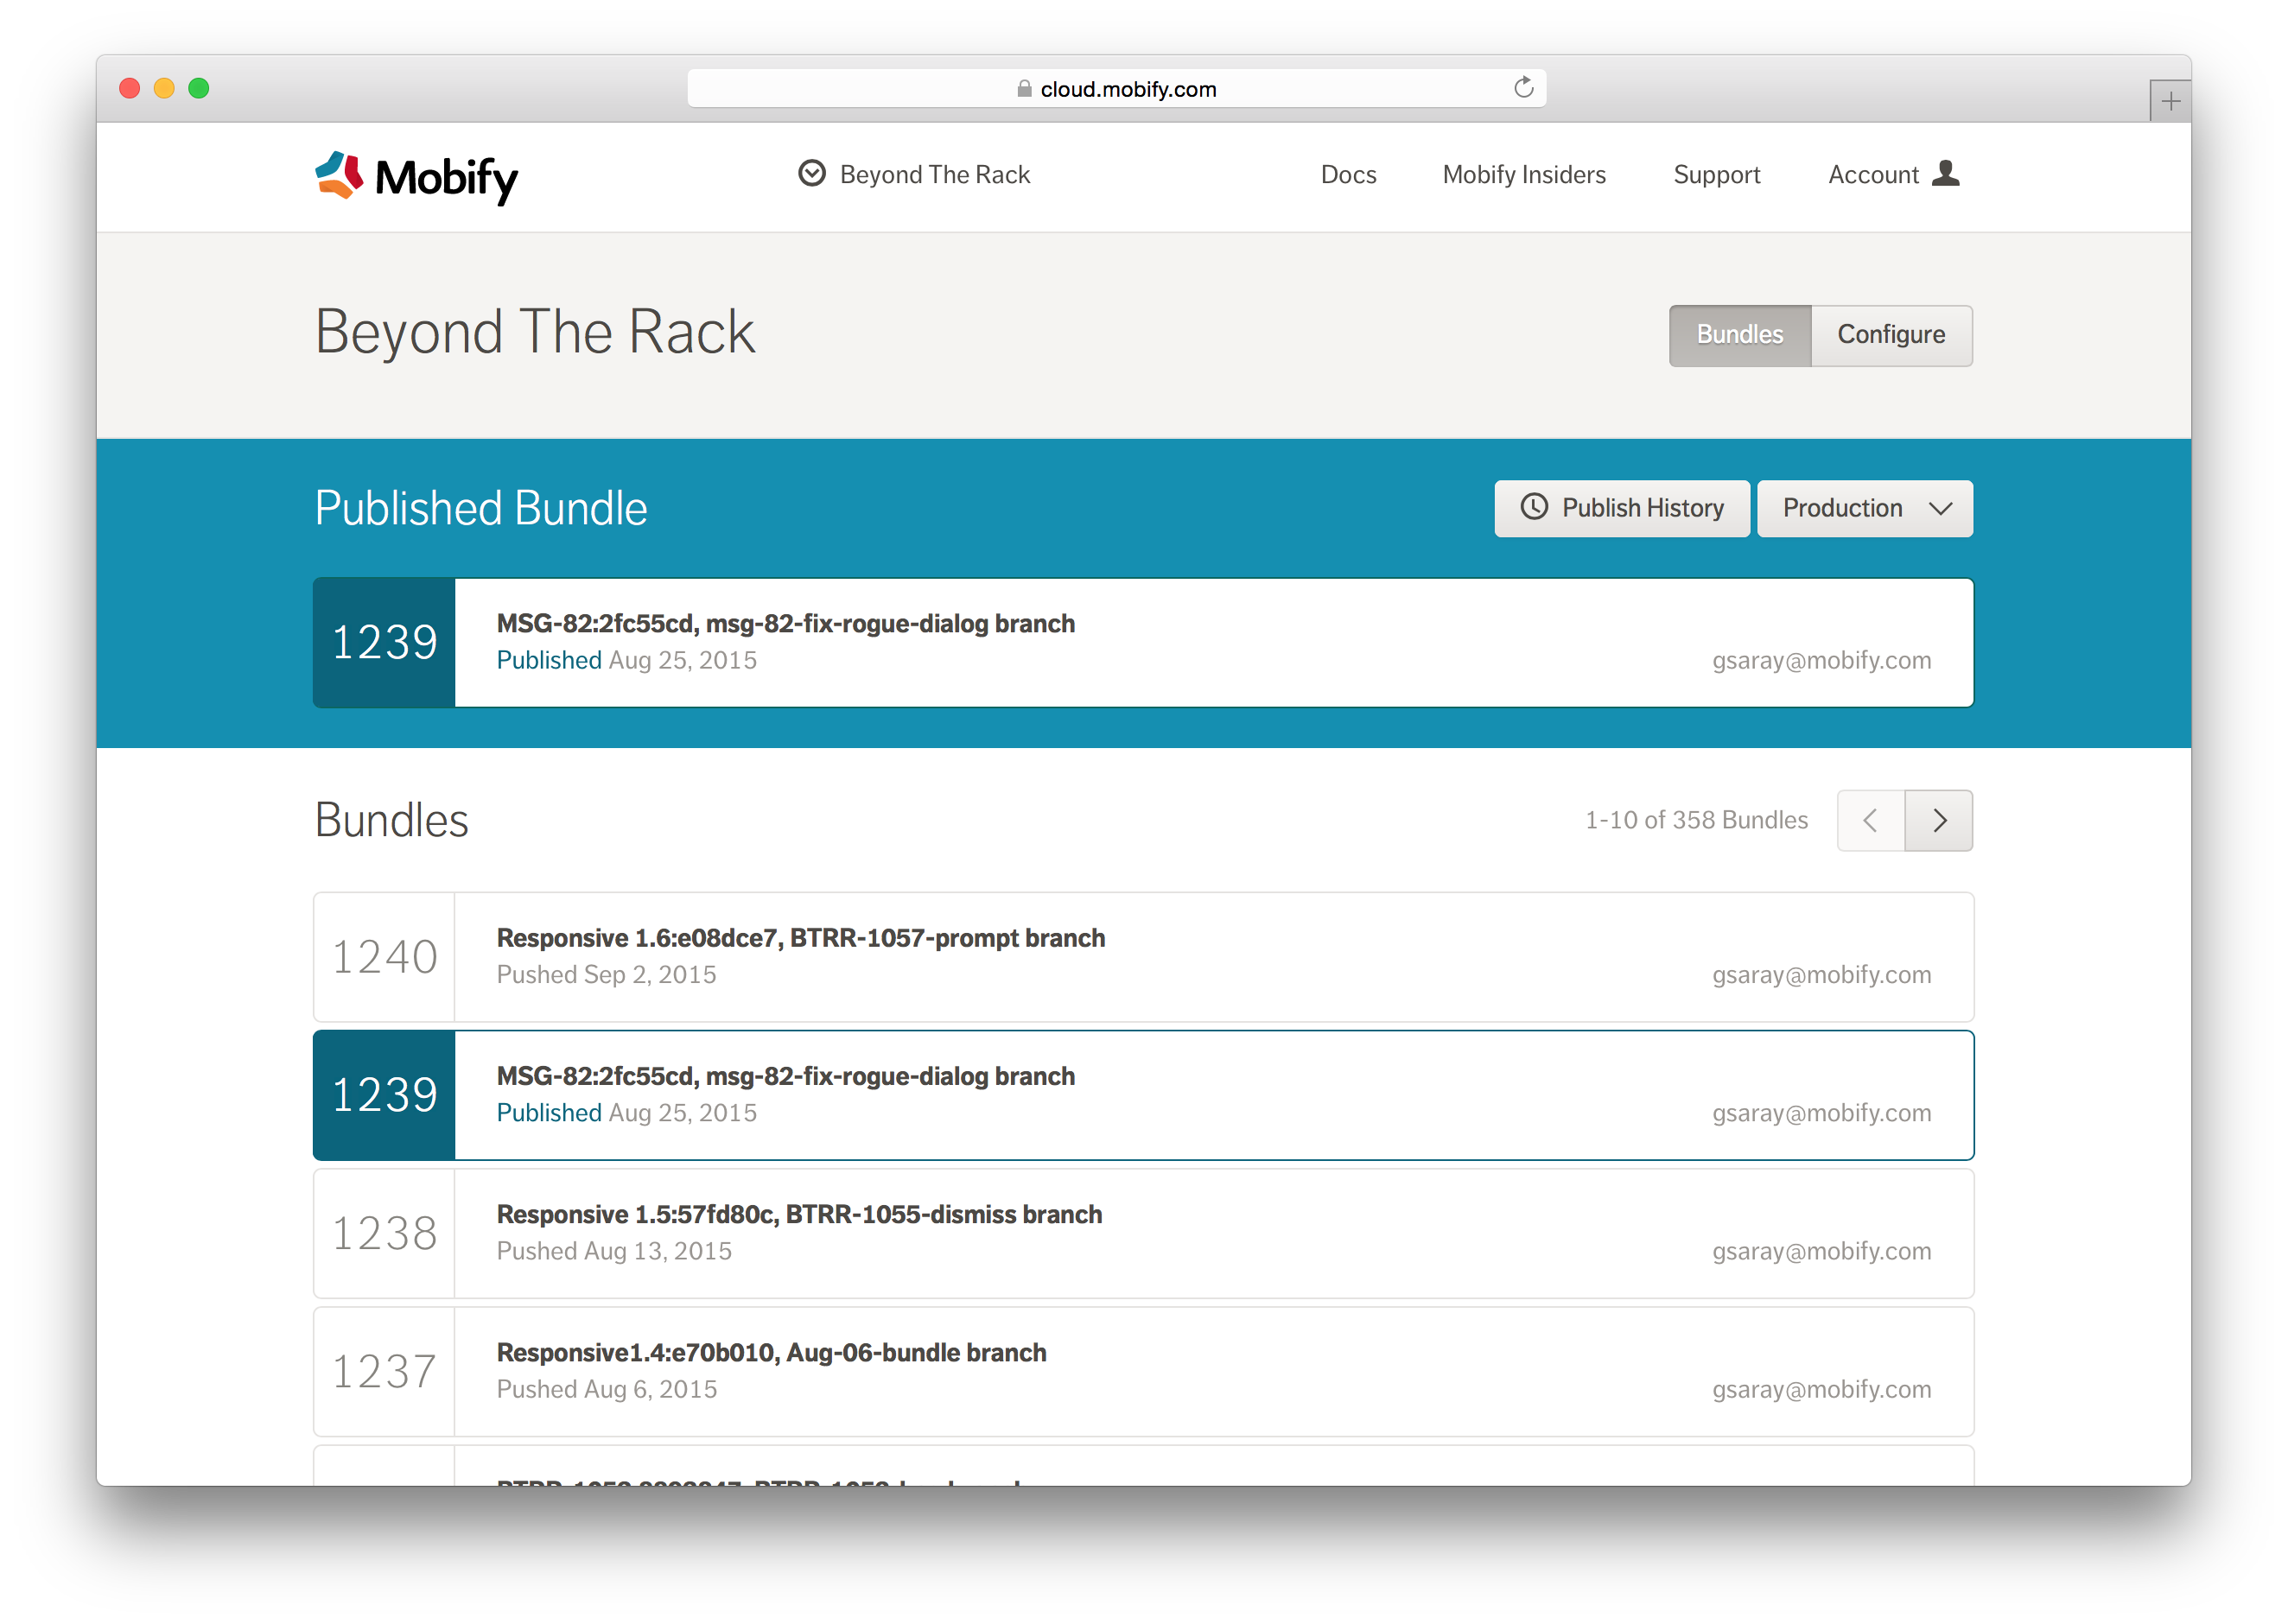 cloud.mobify.com
Mobify
Beyond The Rack
Docs
Mobify Insiders
Support
Account
Beyond The Rack
Bundles
Configure
Published Bundle
Publish History
Production
1239
MSG-82:2fc55cd, msg-82-fix-rogue-dialog branch
Published Aug 25, 2015
gsaray@mobify.com
Bundles
1-10 of 358 Bundles
1240
Responsive 1.6:e08dce7, BTRR-1057-prompt branch
Pushed Sep 2, 2015
gsaray@mobify.com
1239
MSG-82:2fc55cd, msg-82-fix-rogue-dialog branch
Published Aug 25, 2015
gsaray@mobify.com
1238
Responsive 1.5:57fd80c, BTRR-1055-dismiss branch
Pushed Aug 13, 2015
gsaray@mobify.com
1237
Responsive1.4:e70b010, Aug-06-bundle branch
Pushed Aug 6, 2015
gsaray@mobify.com